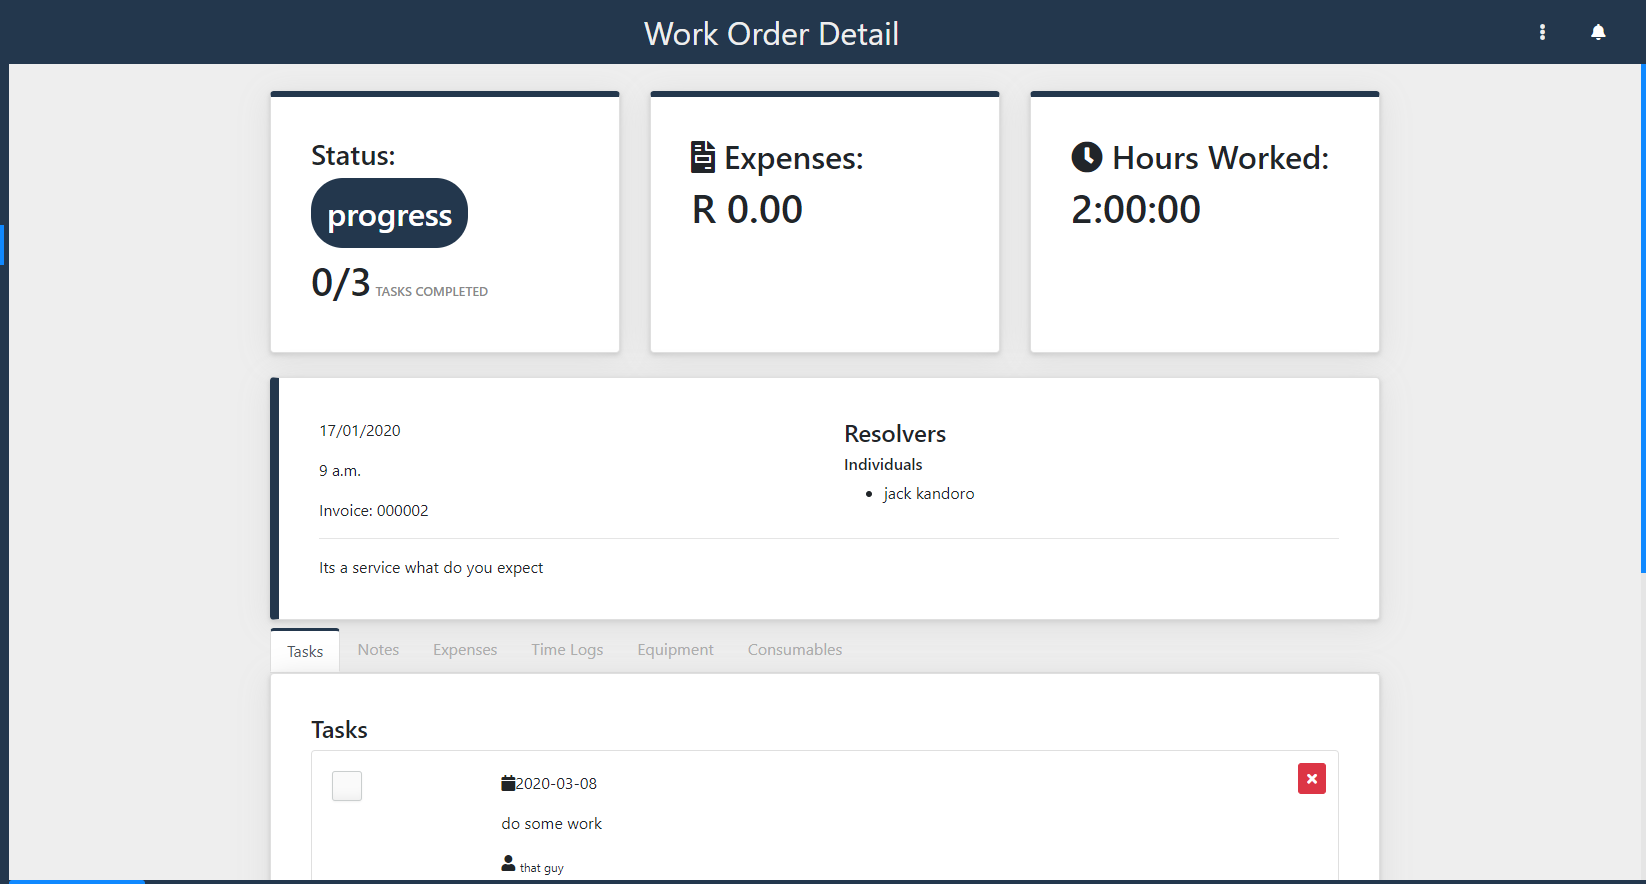 Work Order Detail
Status:
progress
0/3 TASKS COMPLETED
Expenses:
R 0.00
Hours Worked:
2:00:00
17/01/2020
9 a.m.
Invoice: 000002
Resolvers
Individuals
• jack kandoro
Its a service what do you expect
Tasks Notes Expenses Time Logs Equipment Consumables
Tasks
2020-03-08
do some work
that guy